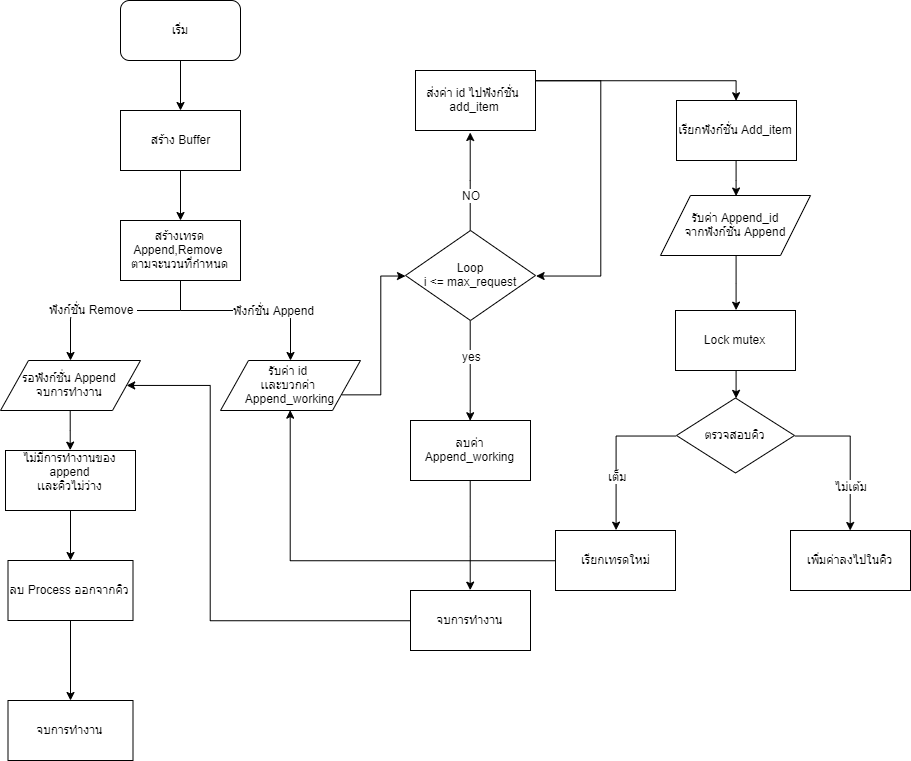 เริ่ม
สร้าง Buffer
สร้างเทรด
Append,Remove
ตามจะนวนที่กำหนด
ฟังก์ชั่น Remove
ฟังก์ชั่น Append
รอฟังก์ชั่น Append
จบการทำงาน
ไม่มีการทำงานของ
append
และคิวไม่ว่าง
ลบ Process ออกจากคิว
จบการทำงาน
รับค่า id
และบวกค่า
Append_working
ส่งค่า id ไปฟังก์ชั่น
add_item
NO
Loop
i <= max_request
yes
ลบค่า
Append_working
จบการทำงาน
เรียกฟังก์ชั่น Add_item
รับค่า Append_id
จากฟังก์ชั่น Append
Lock mutex
ตรวจสอบคิว
เต็ม
ไม่เต้ม
เรียกเทรดใหม่
เพิ่มค่าลงไปในคิว